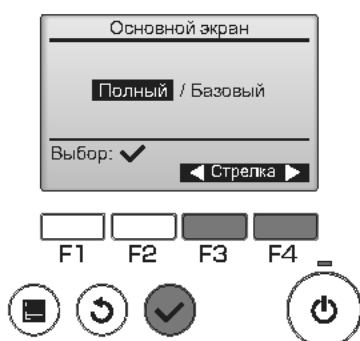 Основной экран
Полный / Базовый
Выбор: ✓
◀ Стрелка ▶
F1 F2 F3 F4